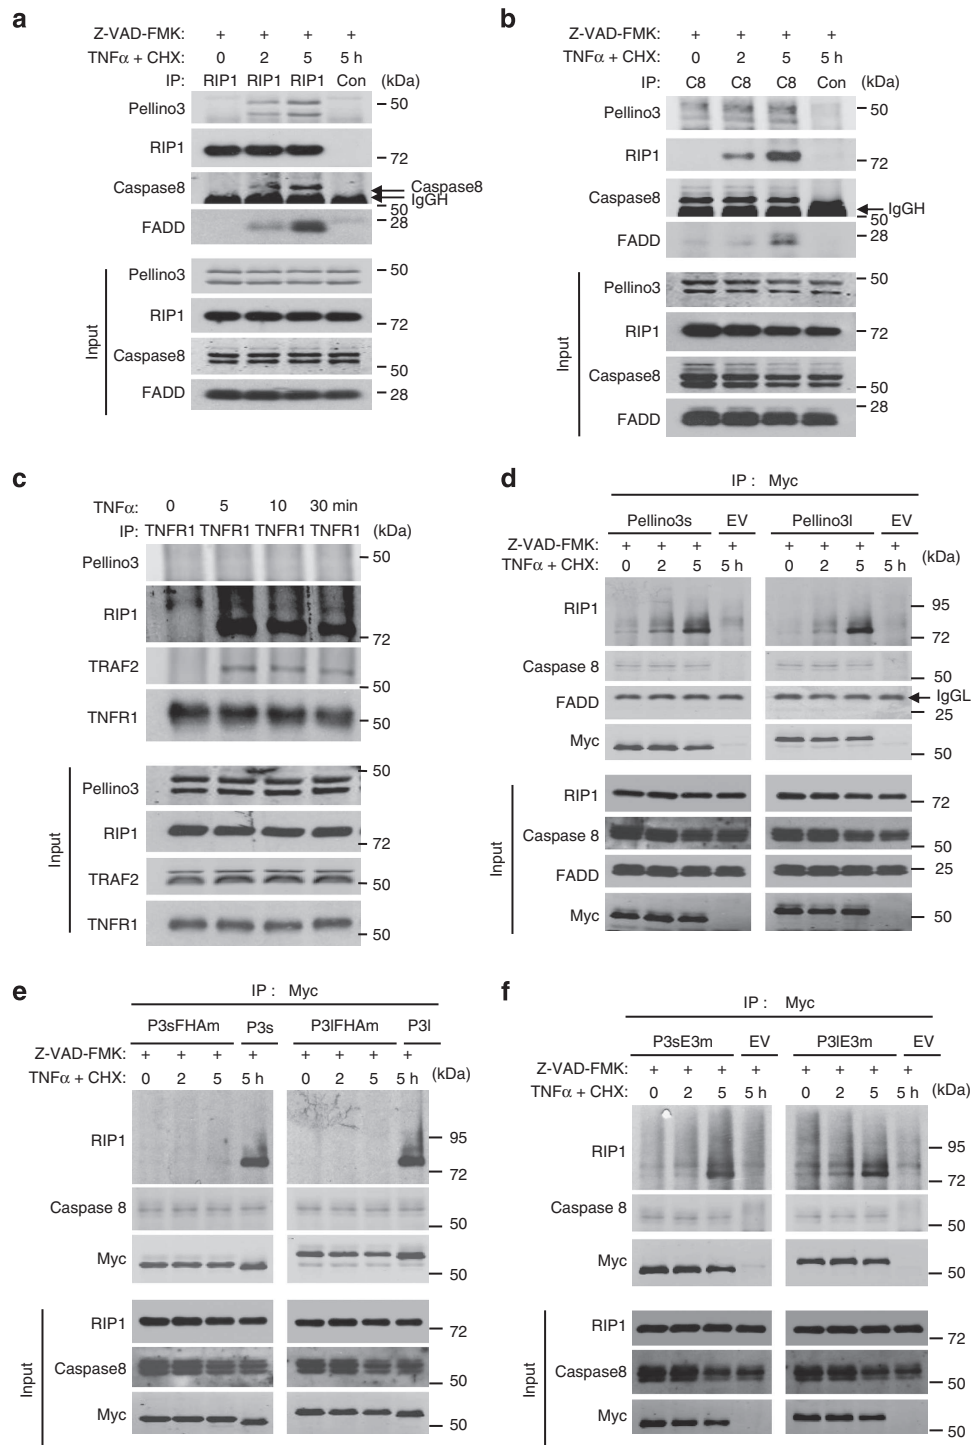 a
Z-VAD-FMK: + + + +
TNFα + CHX: 0 2 5 5 h
IP: RIP1 RIP1 RIP1 Con (kDa)
Pellino3 50
RIP1 72
Caspase8 Caspase8
IgGH
50
FADD 28
Input
Pellino3 50
RIP1 72
Caspase8 50
FADD 28
b
Z-VAD-FMK: + + + +
TNFα + CHX: 0 2 5 5 h
IP: C8 C8 C8 Con (kDa)
Pellino3 50
RIP1 72
Caspase8 IgGH
50
FADD 28
Input
Pellino3 50
RIP1 72
Caspase8 50
FADD 28
c
TNFα: 0 5 10 30 min
IP: TNFR1 TNFR1 TNFR1 TNFR1 (kDa)
Pellino3 50
RIP1 72
TRAF2 50
TNFR1 50
Input
Pellino3 50
RIP1 72
TRAF2 50
TNFR1 50
d
IP : Myc
Pellino3s EV Pellino3l EV
Z-VAD-FMK: + + + + + + + +
TNFα + CHX: 0 2 5 5 h 0 2 5 5 h (kDa)
RIP1 95
72
Caspase 8 50
FADD IgGL
25
Myc 50
Input
RIP1 72
Caspase 8 50
FADD 25
Myc 50
e
IP : Myc
P3sFHAm P3s P3lFHAm P3l
Z-VAD-FMK: + + + + + + + +
TNFα + CHX: 0 2 5 5 h 0 2 5 5 h (kDa)
RIP1 95
72
Caspase 8 50
Myc 50
Input
RIP1 72
Caspase8 50
Myc 50
f
IP : Myc
P3sE3m EV P3lE3m EV
Z-VAD-FMK: + + + + + + + +
TNFα + CHX: 0 2 5 5 h 0 2 5 5 h (kDa)
RIP1 95
72
Caspase 8 50
Myc 50
Input
RIP1 72
Caspase8 50
Myc 50